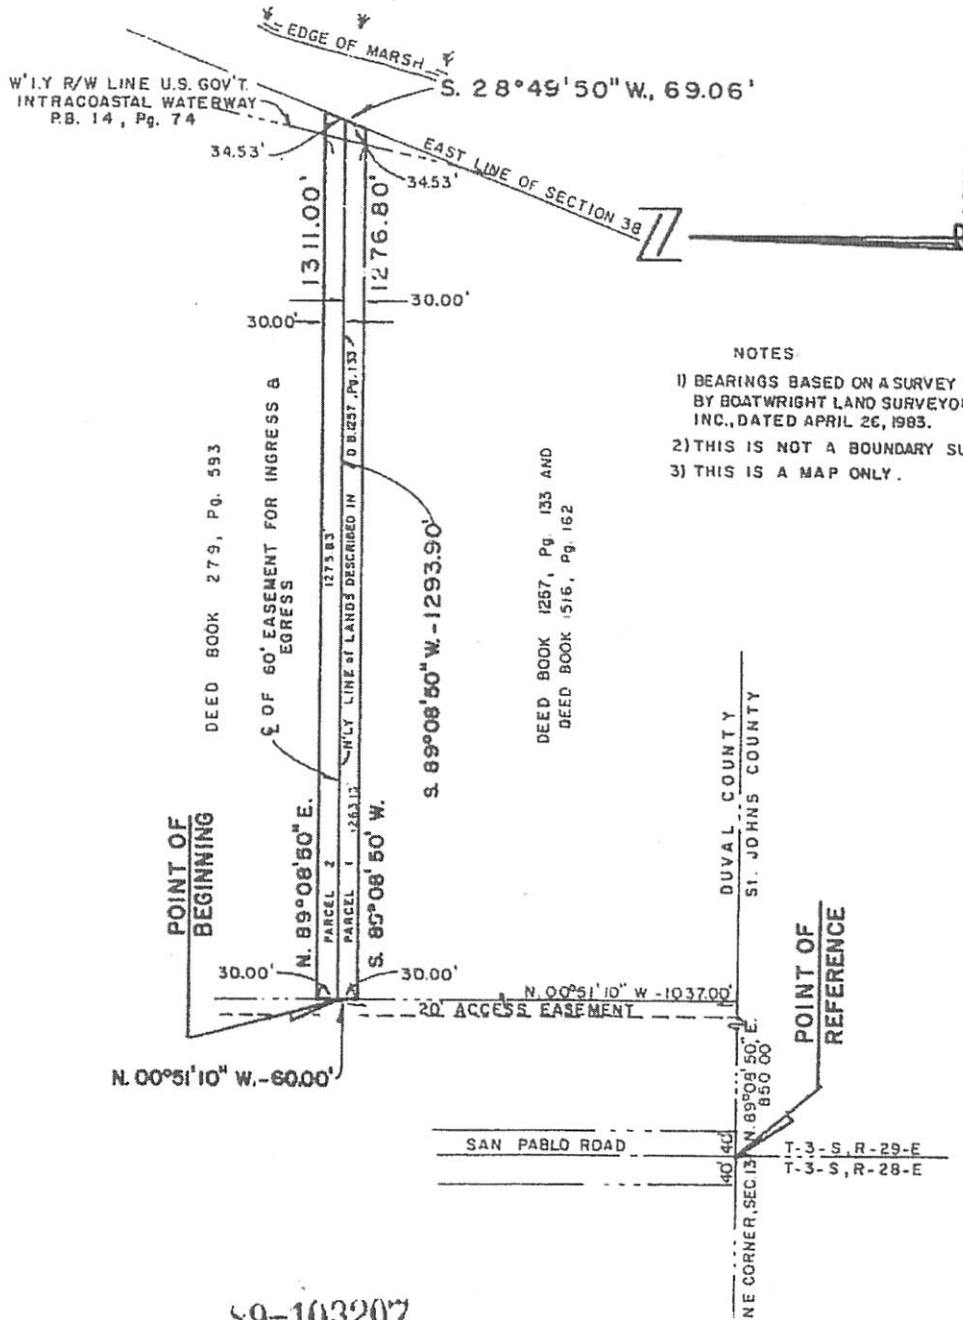 EDGE OF MARSH
W'LY R/W LINE U.S. GOV'T.
INTRACOASTAL WATERWAY
P.B. 14, Pg. 74
S. 28°49'50" W., 69.06'
34.53'
34.53'
EAST LINE OF SECTION 38
1311.00'
1276.80'
30.00'
30.00'
NOTES
1) BEARINGS BASED ON A SURVEY
BY BOATWRIGHT LAND SURVEYO
INC., DATED APRIL 26, 1983.
2) THIS IS NOT A BOUNDARY SU
3) THIS IS A MAP ONLY.
DEED BOOK 279, Pg. 593
℄ OF 60' EASEMENT FOR INGRESS &
EGRESS
1275.83'
N'LY LINE of LANDS DESCRIBED IN D.B.1257, Pg. 133
S. 89°08'50" W.-1293.90'
DEED BOOK 1257, Pg. 133 AND
DEED BOOK 1516, Pg. 162
DUVAL COUNTY
St. JOHNS COUNTY
POINT OF
BEGINNING
N. 89°08'50" E.
PARCEL 2
PARCEL 1
S. 89°08'50' W.
30.00'
30.00'
N. 00°51'10" W -1037.00'
20' ACCESS EASEMENT
N. 00°51'10" W.-60.00'
POINT OF
REFERENCE
N. 89°08'50" E.
850.00
SAN PABLO ROAD
40' 40'
T-3-S, R-29-E
T-3-S, R-28-E
NE CORNER, SEC.13
89-103207